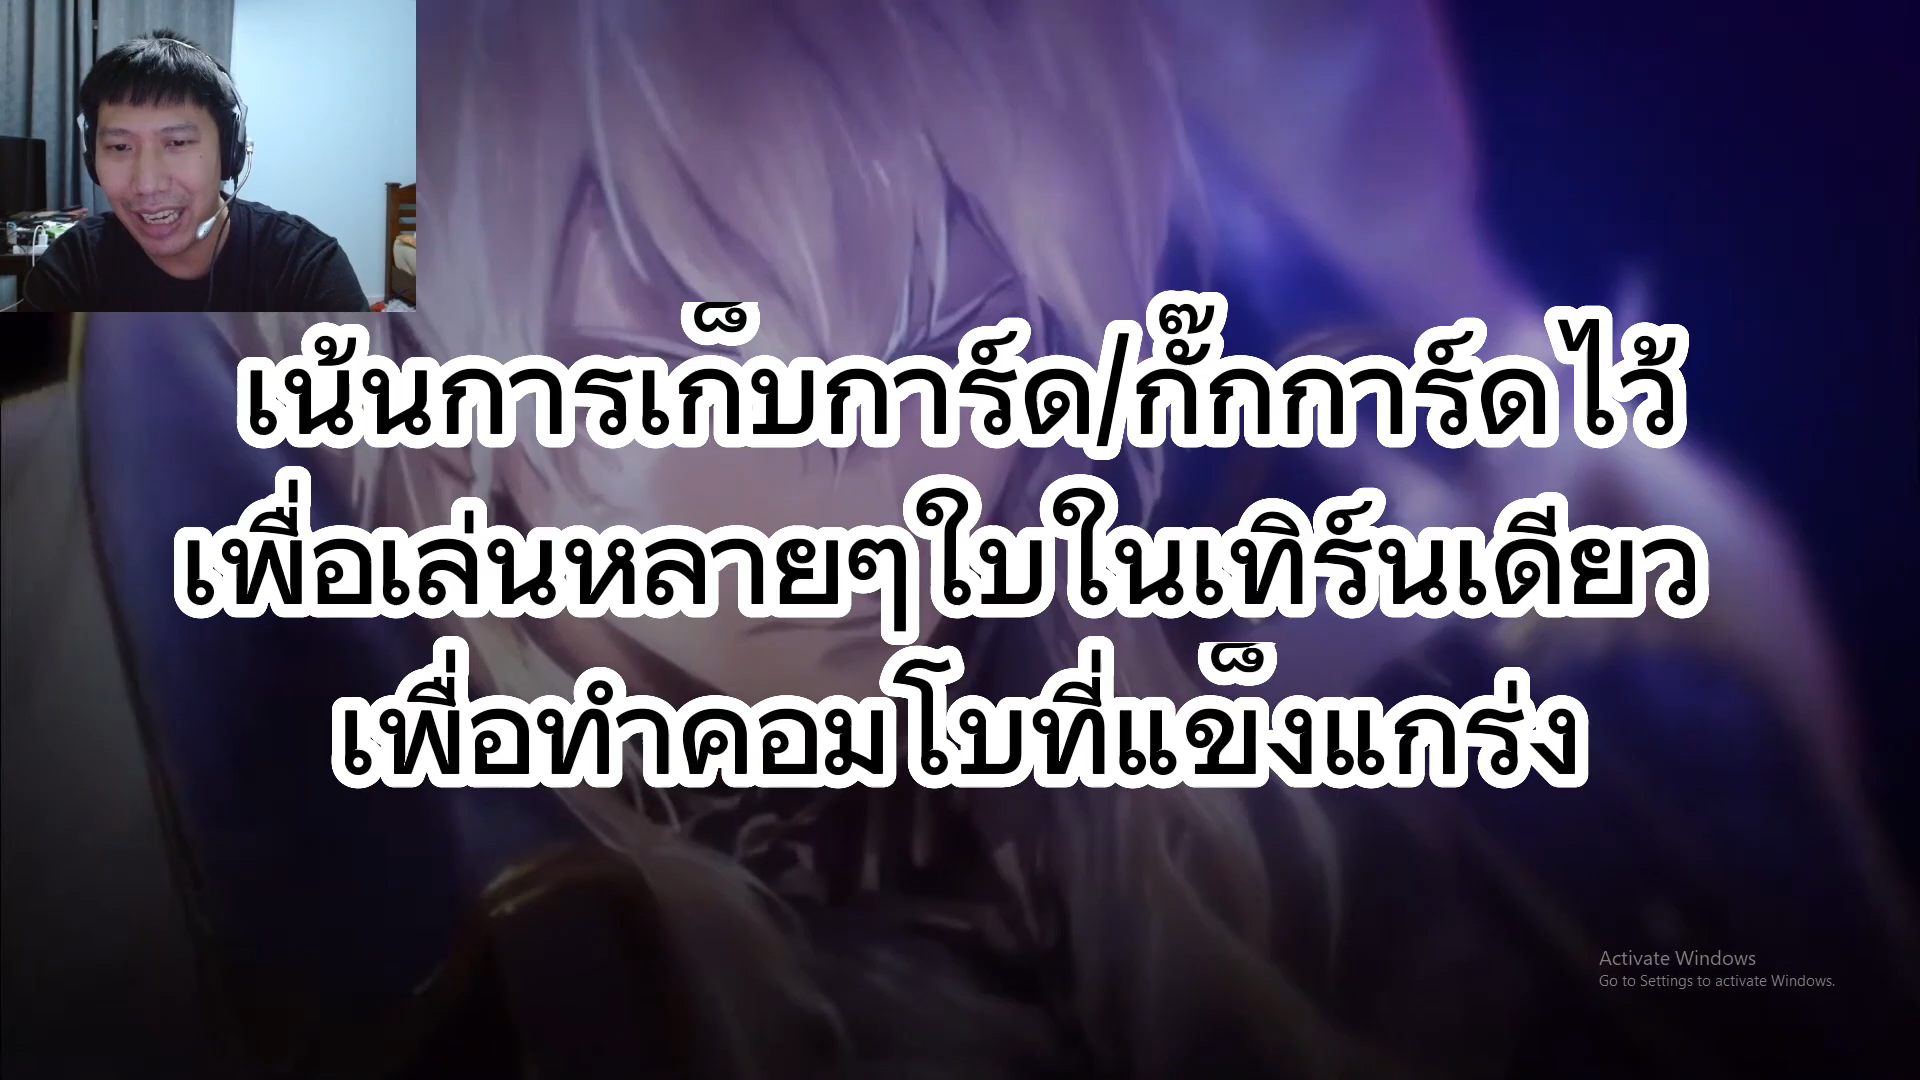 เน้นการเก็บการ์ด/กั๊กการ์ดไว้
เพื่อเล่นหลายๆใบในเทิร์นเดียว
เพื่อทำคอมโบที่แข็งแกร่ง
Activate Windows
Go to Settings to activate Windows.